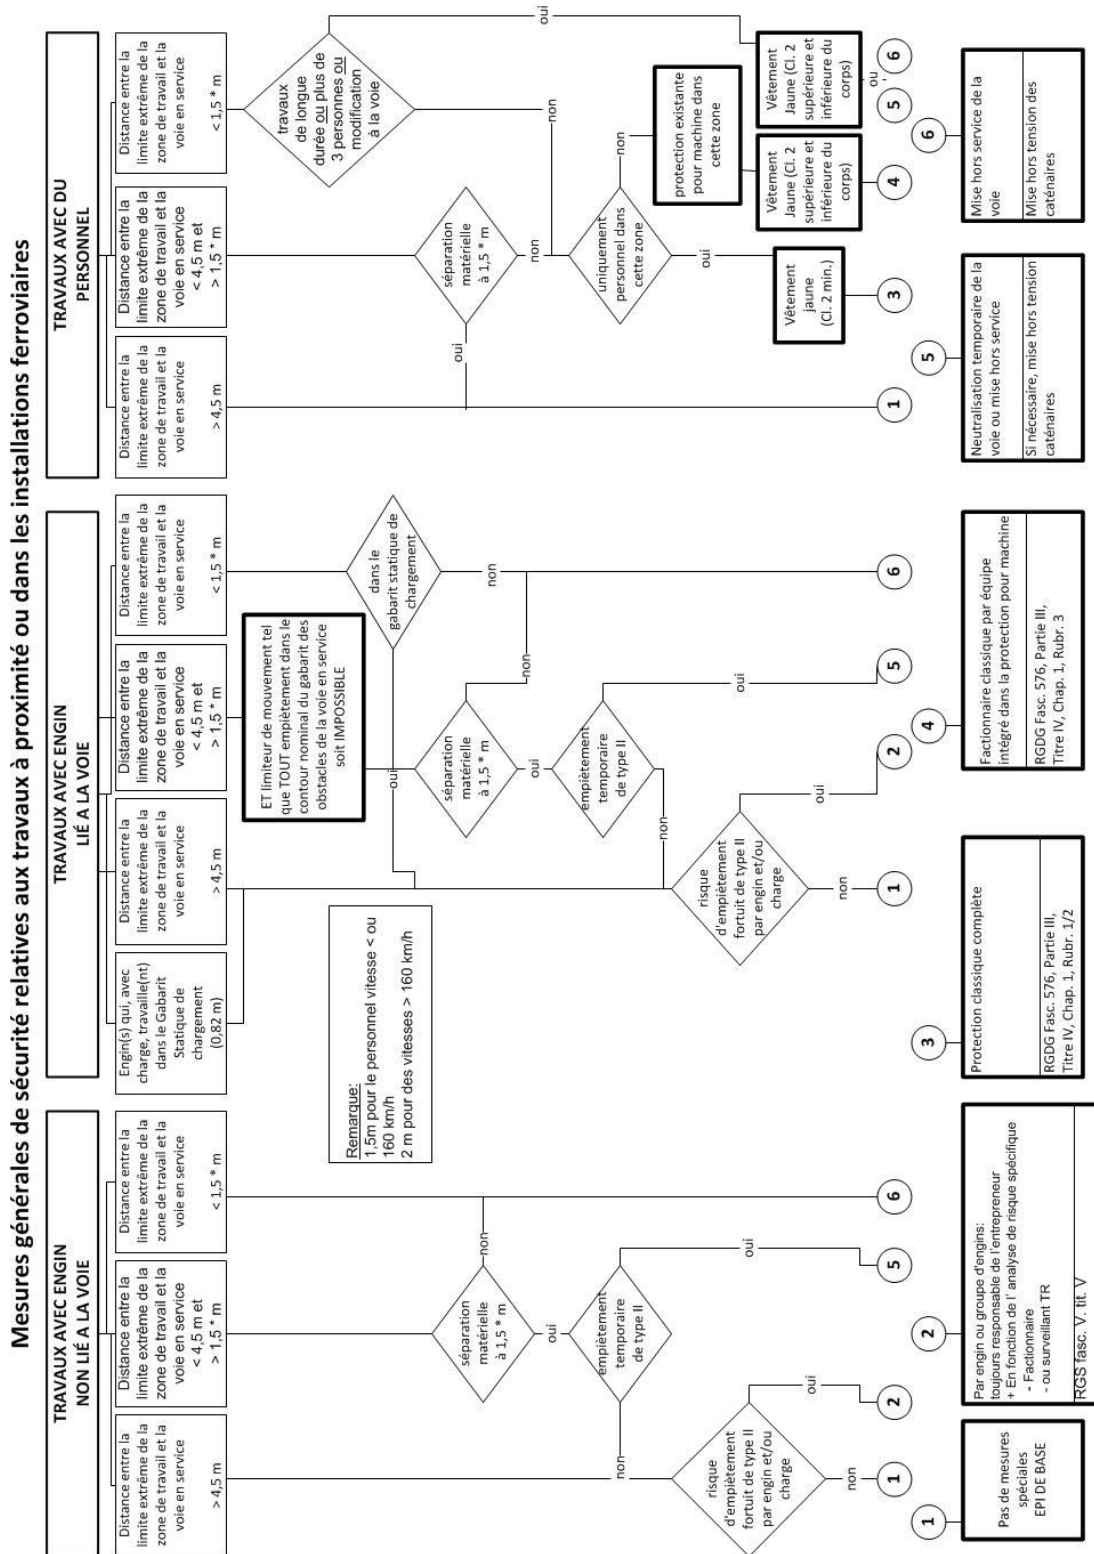 Mesures générales de sécurité relatives aux travaux à proximité ou dans les installations ferroviaires
TRAVAUX AVEC ENGIN
NON LIÉ A LA VOIE
Distance entre la
limite extrême de la
zone de travail et la
voie en service
> 4,5 m
Distance entre la
limite extrême de la
zone de travail et la
voie en service
< 4,5 m et
> 1,5 * m
Distance entre la
limite extrême de la
zone de travail et la
voie en service
< 1,5 * m
séparation
matérielle
à 1,5 * m
non
oui
empiètement
temporaire
de type II
non
oui
risque
d'empiètement
fortuit de type II
par engin et/ou
charge
oui
non
1
2
5
6
TRAVAUX AVEC ENGIN
LIÉ A LA VOIE
Engin(s) qui, avec
charge, travaille(nt)
dans le Gabarit
Statique de
chargement
(0,82 m)
Distance entre la
limite extrême de la
zone de travail et la
voie en service
> 4,5 m
Distance entre la
limite extrême de la
zone de travail et la
voie en service
< 4,5 m et
> 1,5 * m
Distance entre la
limite extrême de la
zone de travail et la
voie en service
< 1,5 * m
ET limiteur de mouvement tel
que TOUT empiètement dans le
contour nominal du gabarit des
obstacles de la voie en service
soit IMPOSSIBLE
dans le
gabarit statique de
chargement
oui
non
Remarque:
1,5m pour le personnel vitesse < ou
160 km/h
2 m pour des vitesses > 160 km/h
séparation
matérielle
à 1,5 * m
non
oui
empiètement
temporaire
de type II
non
oui
risque
d'empiètement
fortuit de type II
par engin et/ou
charge
oui
non
1
2
5
6
TRAVAUX AVEC DU
PERSONNEL
Distance entre la
limite extrême de la
zone de travail et la
voie en service
> 4,5 m
Distance entre la
limite extrême de la
zone de travail et la
voie en service
< 4,5 m et
> 1,5 * m
Distance entre la
limite extrême de la
zone de travail et la
voie en service
< 1,5 * m
travaux
de longue
durée ou plus de
3 personnes ou
modification
à la voie
oui
non
séparation
matérielle
à 1,5 * m
oui
non
uniquement
personnel dans
cette zone
non
oui
protection existante
pour machine dans
cette zone
Vêtement
jaune
(Cl. 2 min.)
Vêtement
Jaune (Cl. 2
supérieure et
inférieure du
corps)
Vêtement
Jaune (Cl. 2
supérieure et
inférieure du
corps)
1
3
4
5
ou
6
1
Pas de mesures
spéciales
EPI DE BASE
2
Par engin ou groupe d'engins:
toujours responsable de l'entrepreneur
+ En fonction de l' analyse de risque spécifique
- Factionnaire
- ou surveillant TR
RGS fasc. V. tit. V
3
Protection classique complète
RGDG Fasc. 576, Partie III,
Titre IV, Chap. 1, Rubr. 1/2
4
Factionnaire classique par équipe
intégré dans la protection pour machine
RGDG Fasc. 576, Partie III,
Titre IV, Chap. 1, Rubr. 3
5
Neutralisation temporaire de la
voie ou mise hors service
Si nécessaire, mise hors tension
caténaires
6
Mise hors service de la
voie
Mise hors tension des
caténaires